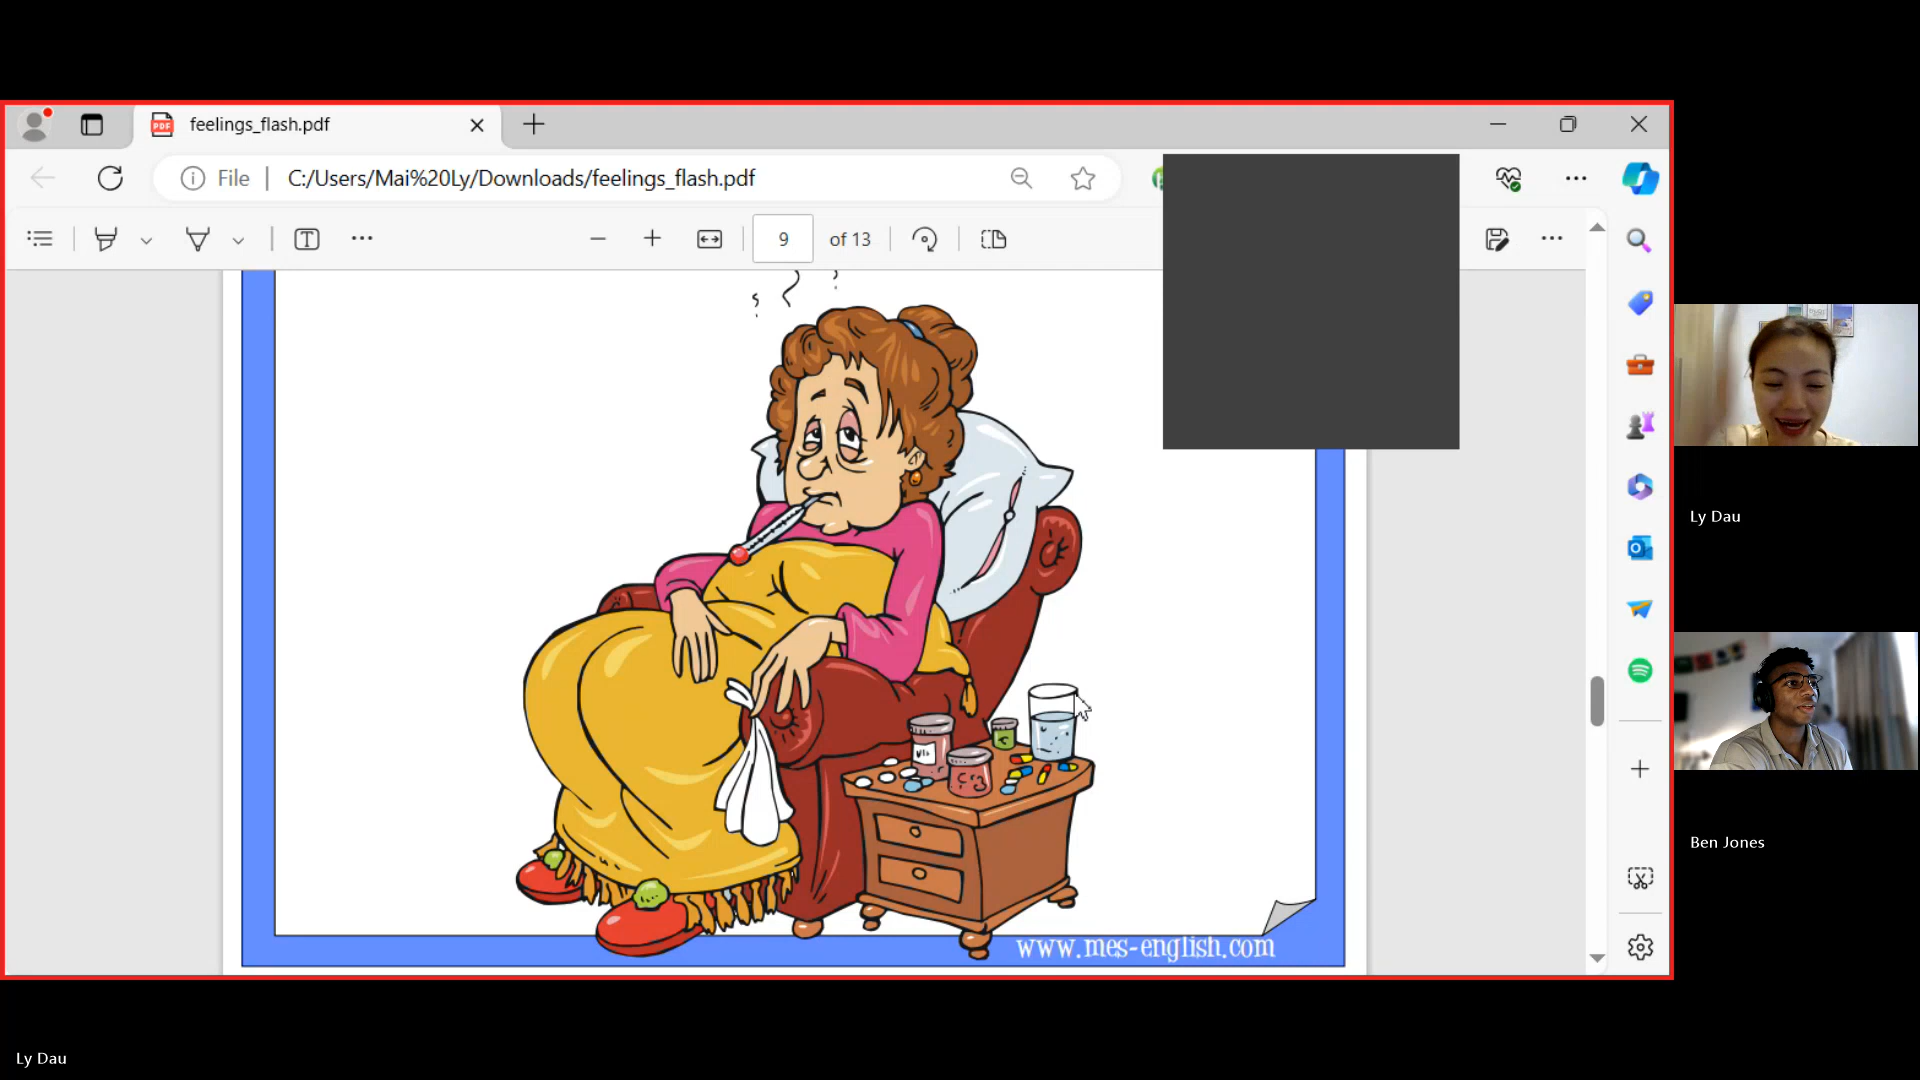 feelings_flash.pdf
File | C:/Users/Mai%20Ly/Downloads/feelings_flash.pdf
9 of 13
www.mes-english.com
Ly Dau
Ben Jones
Ly Dau